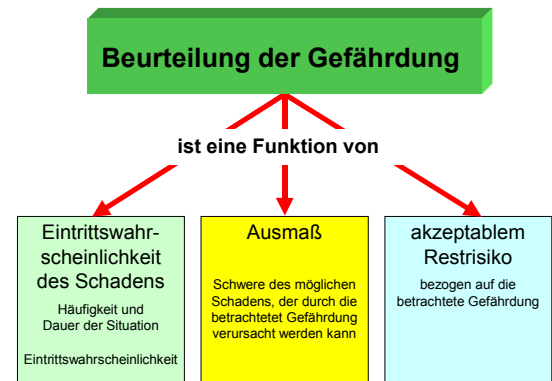 Beurteilung der Gefährdung
ist eine Funktion von
Eintrittswahr-
scheinlichkeit
des Schadens
Häufigkeit und
Dauer der Situation
Eintrittswahrscheinlichkeit
Ausmaß
Schwere des möglichen
Schadens, der durch die
betrachtetet Gefährdung
verursacht werden kann
akzeptablem
Restrisiko
bezogen auf die
betrachtete Gefährdung